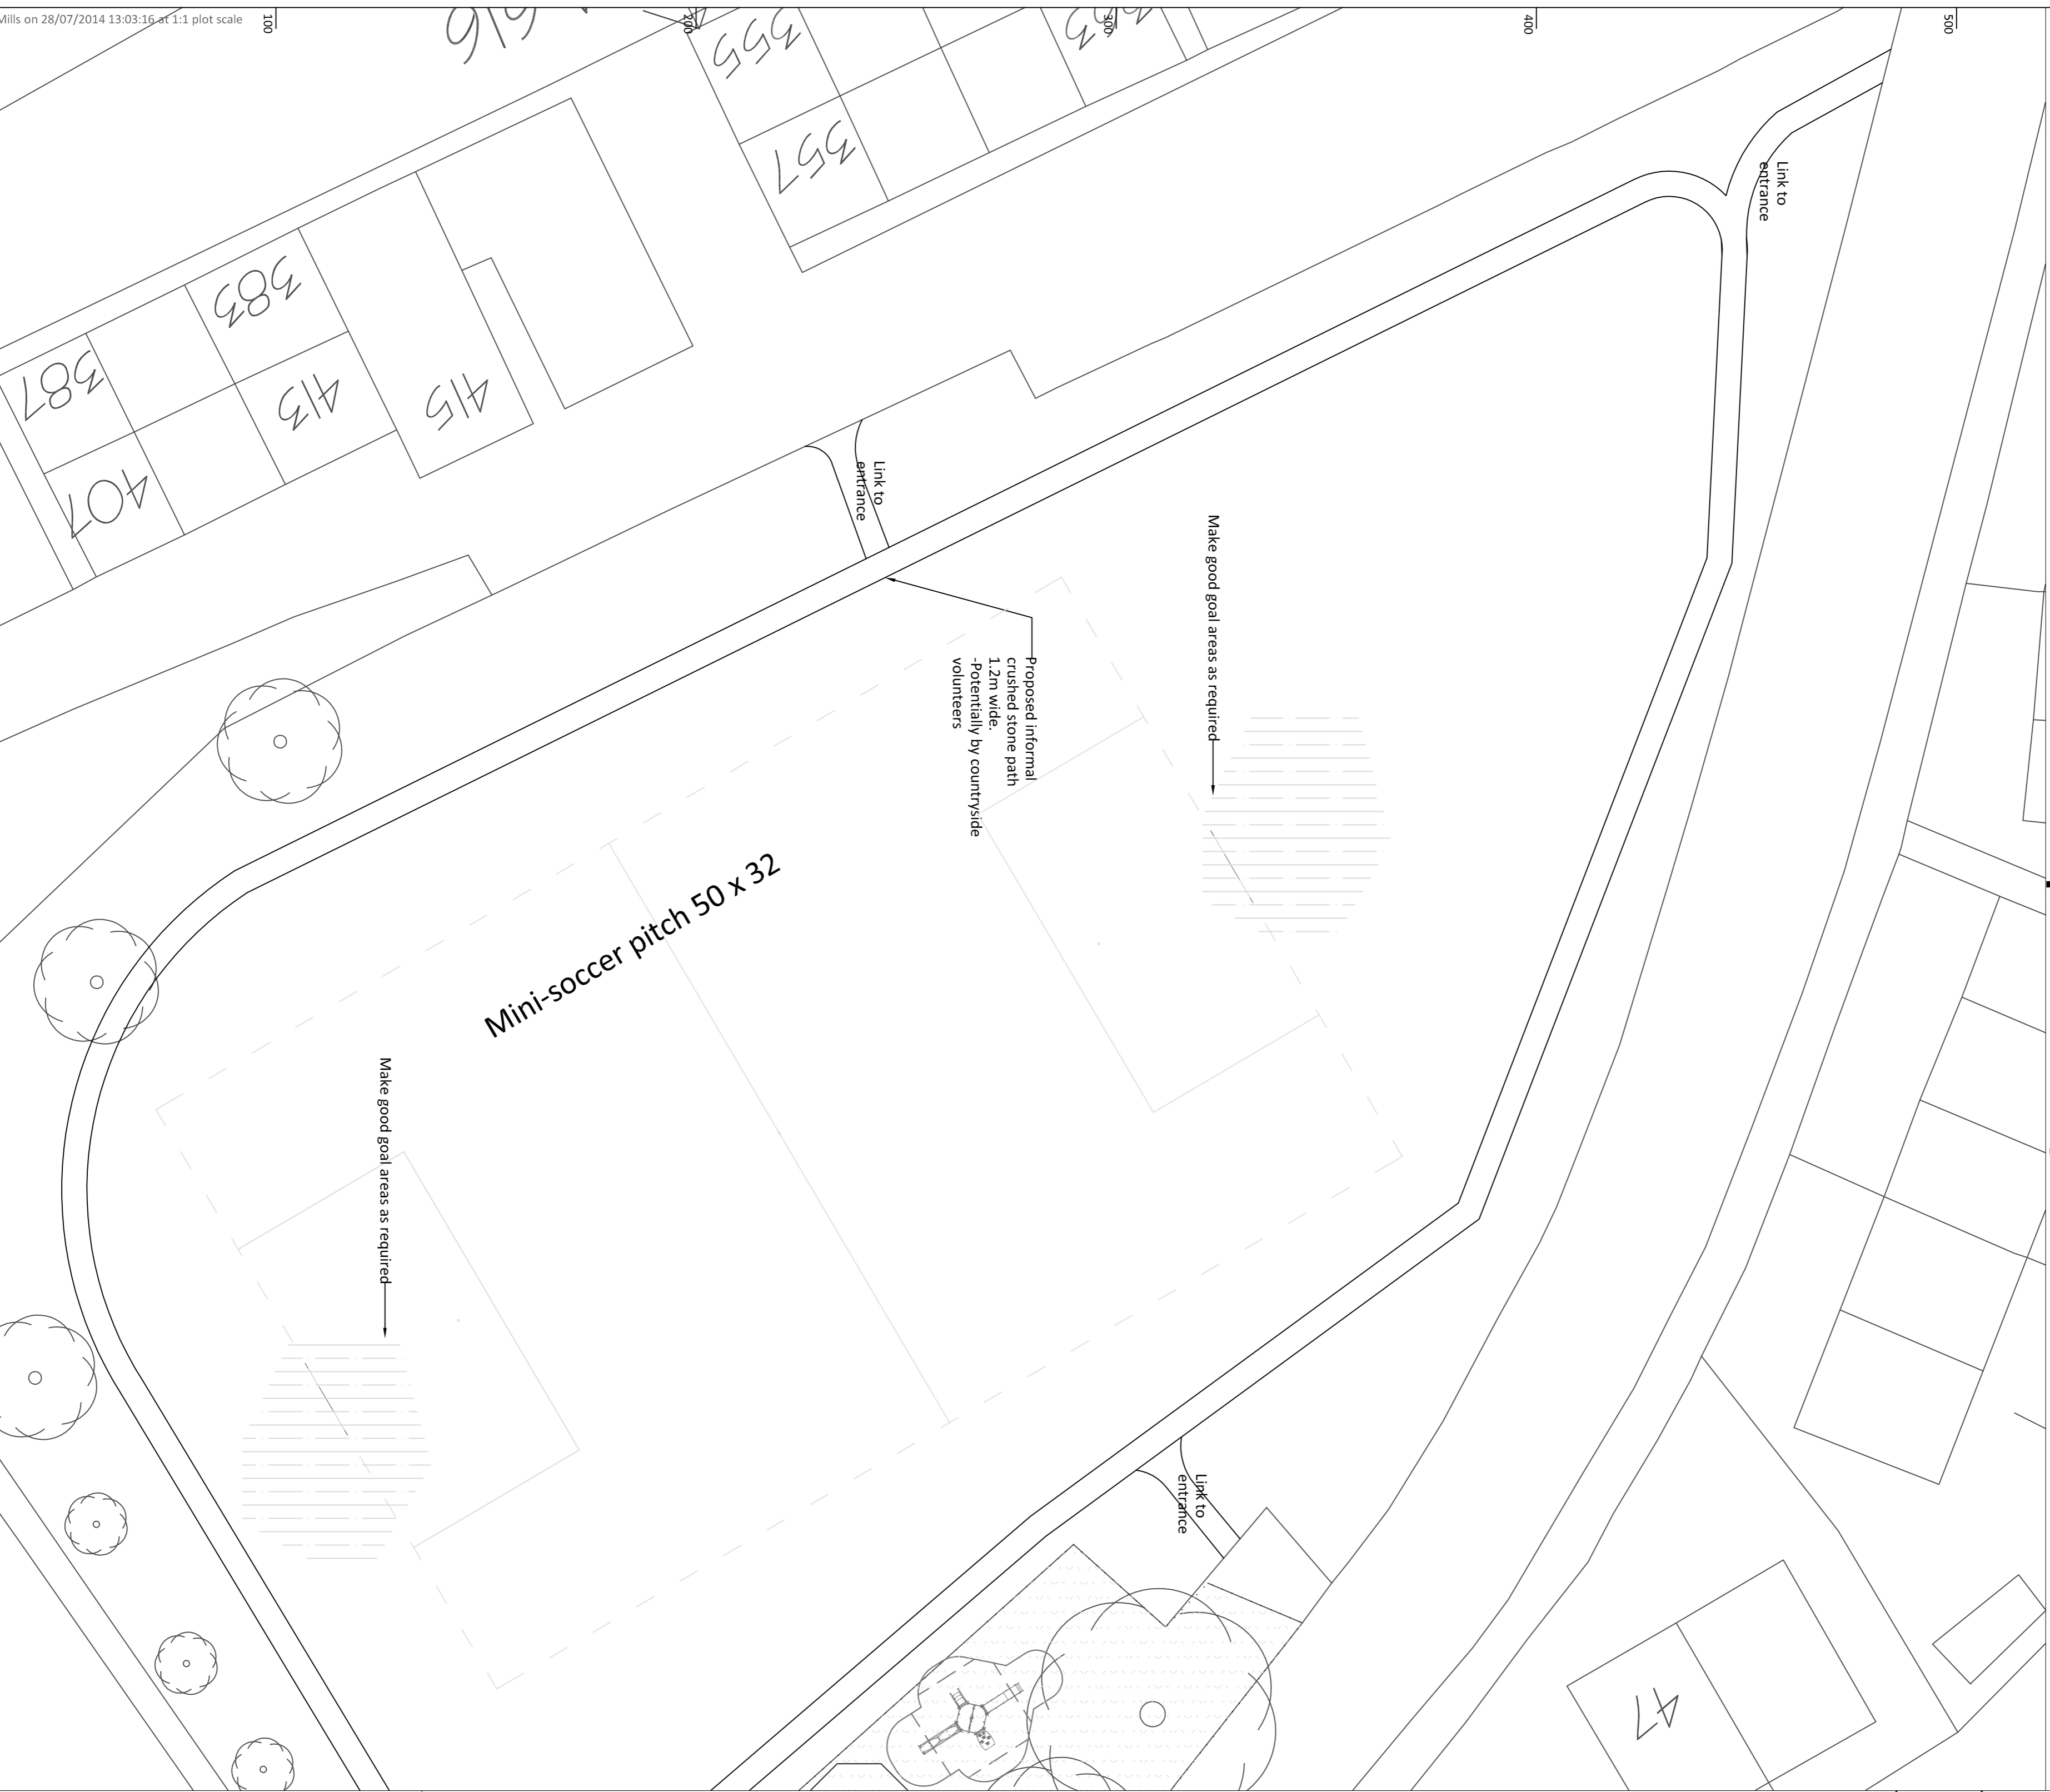 Mills on 28/07/2014 13:03:16 at 1:1 plot scale
100
200
300
400
500
355
357
383
387
413
415
407
Link to
entrance
Link to
entrance
Make good goal areas as required
Proposed informal
crushed stone path
1.2m wide.
-Potentially by countryside
volunteers
Mini-soccer pitch 50 x 32
Make good goal areas as required
Link to
entrance
47